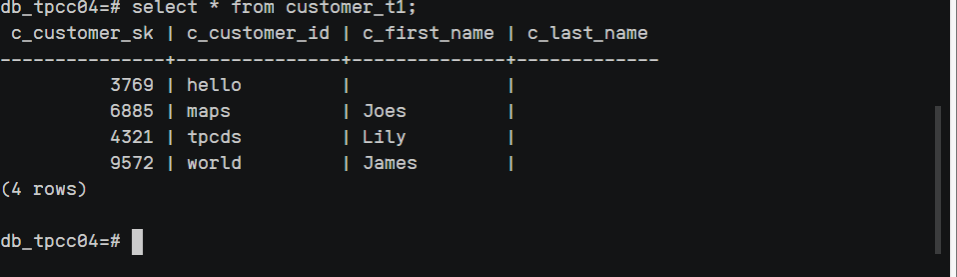 db_tpcc04=# select * from customer_t1;
 c_customer_sk | c_customer_id | c_first_name | c_last_name
---------------+---------------+--------------+-------------
          3769 | hello         |              |
          6885 | maps          | Joes         |
          4321 | tpcds         | Lily         |
          9572 | world         | James        |
(4 rows)
db_tpcc04=#